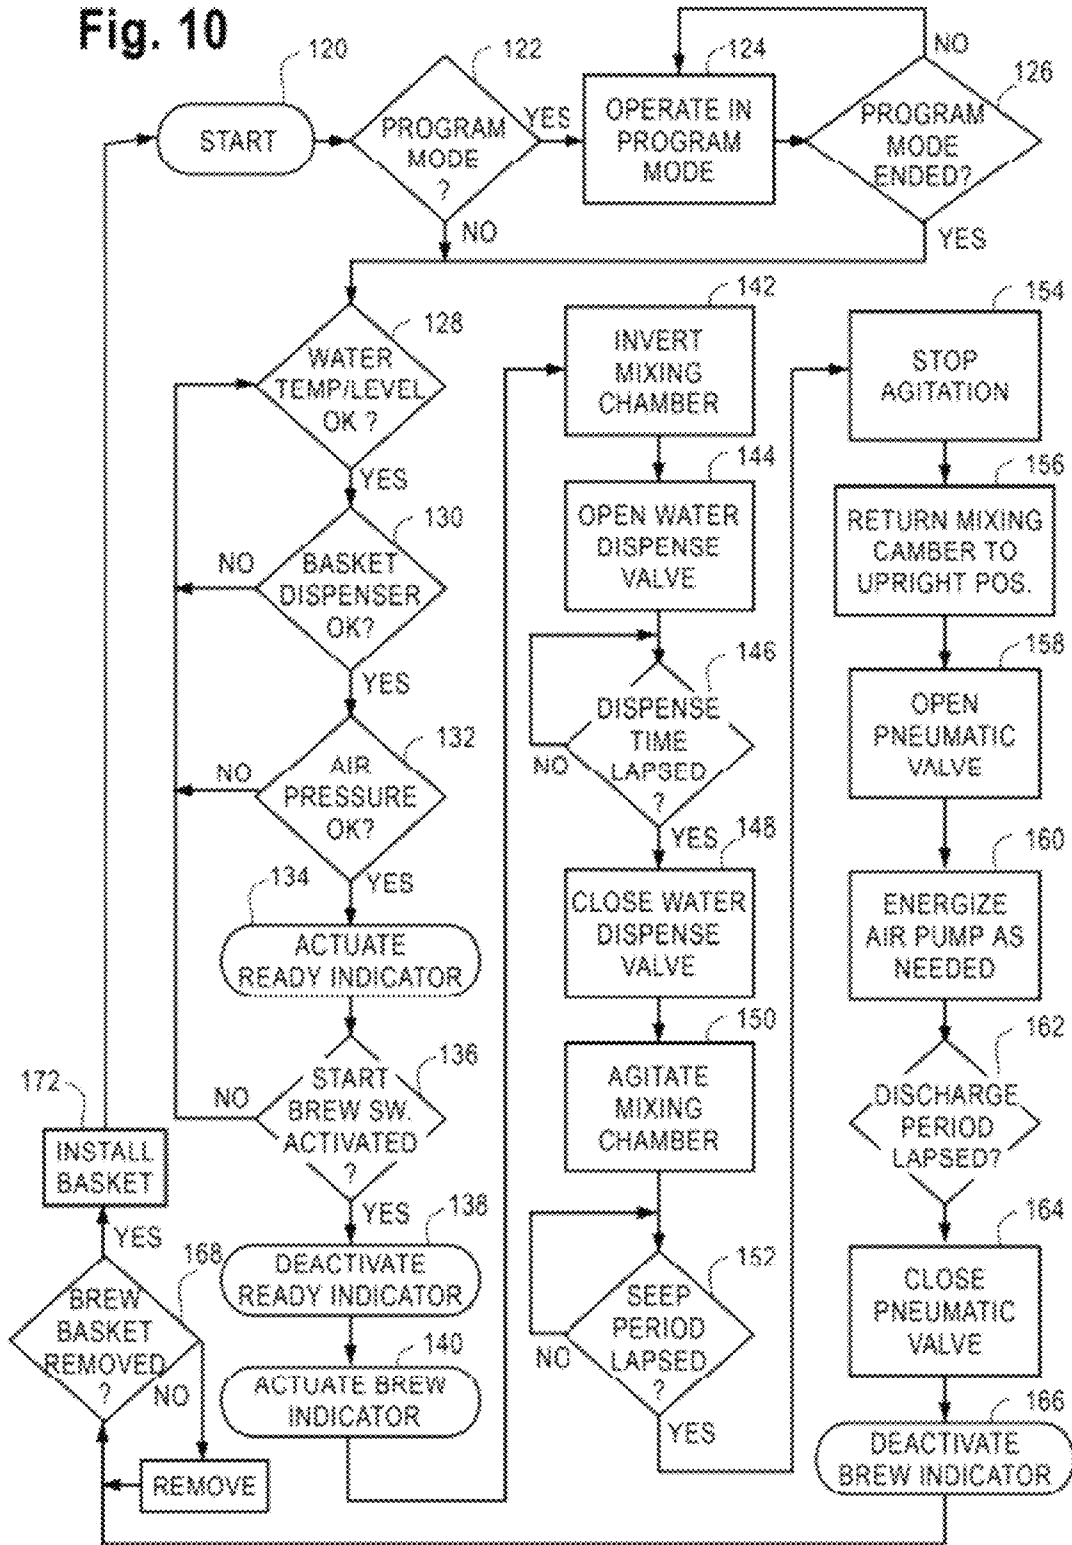 Fig. 10
120
START
122
PROGRAM
MODE
?
YES
NO
124
OPERATE IN
PROGRAM
MODE
NO
126
PROGRAM
MODE
ENDED?
YES
128
WATER
TEMP/LEVEL
OK ?
YES
130
NO
BASKET
DISPENSER
OK?
YES
132
NO
AIR
PRESSURE
OK?
YES
134
ACTUATE
READY INDICATOR
136
NO
START
BREW SW.
ACTIVATED
?
YES
138
DEACTIVATE
READY INDICATOR
140
ACTUATE BREW
INDICATOR
142
INVERT
MIXING
CHAMBER
144
OPEN WATER
DISPENSE
VALVE
146
DISPENSE
TIME
LAPSED
?
NO
YES
148
CLOSE WATER
DISPENSE
VALVE
150
AGITATE
MIXING
CHAMBER
152
SEEP
PERIOD
LAPSED
?
NO
YES
154
STOP
AGITATION
156
RETURN MIXING
CAMBER TO
UPRIGHT POS.
158
OPEN
PNEUMATIC
VALVE
160
ENERGIZE
AIR PUMP AS
NEEDED
162
DISCHARGE
PERIOD
LAPSED?
164
CLOSE
PNEUMATIC
VALVE
166
DEACTIVATE
BREW INDICATOR
168
BREW
BASKET
REMOVED
?
NO
REMOVE
YES
172
INSTALL
BASKET